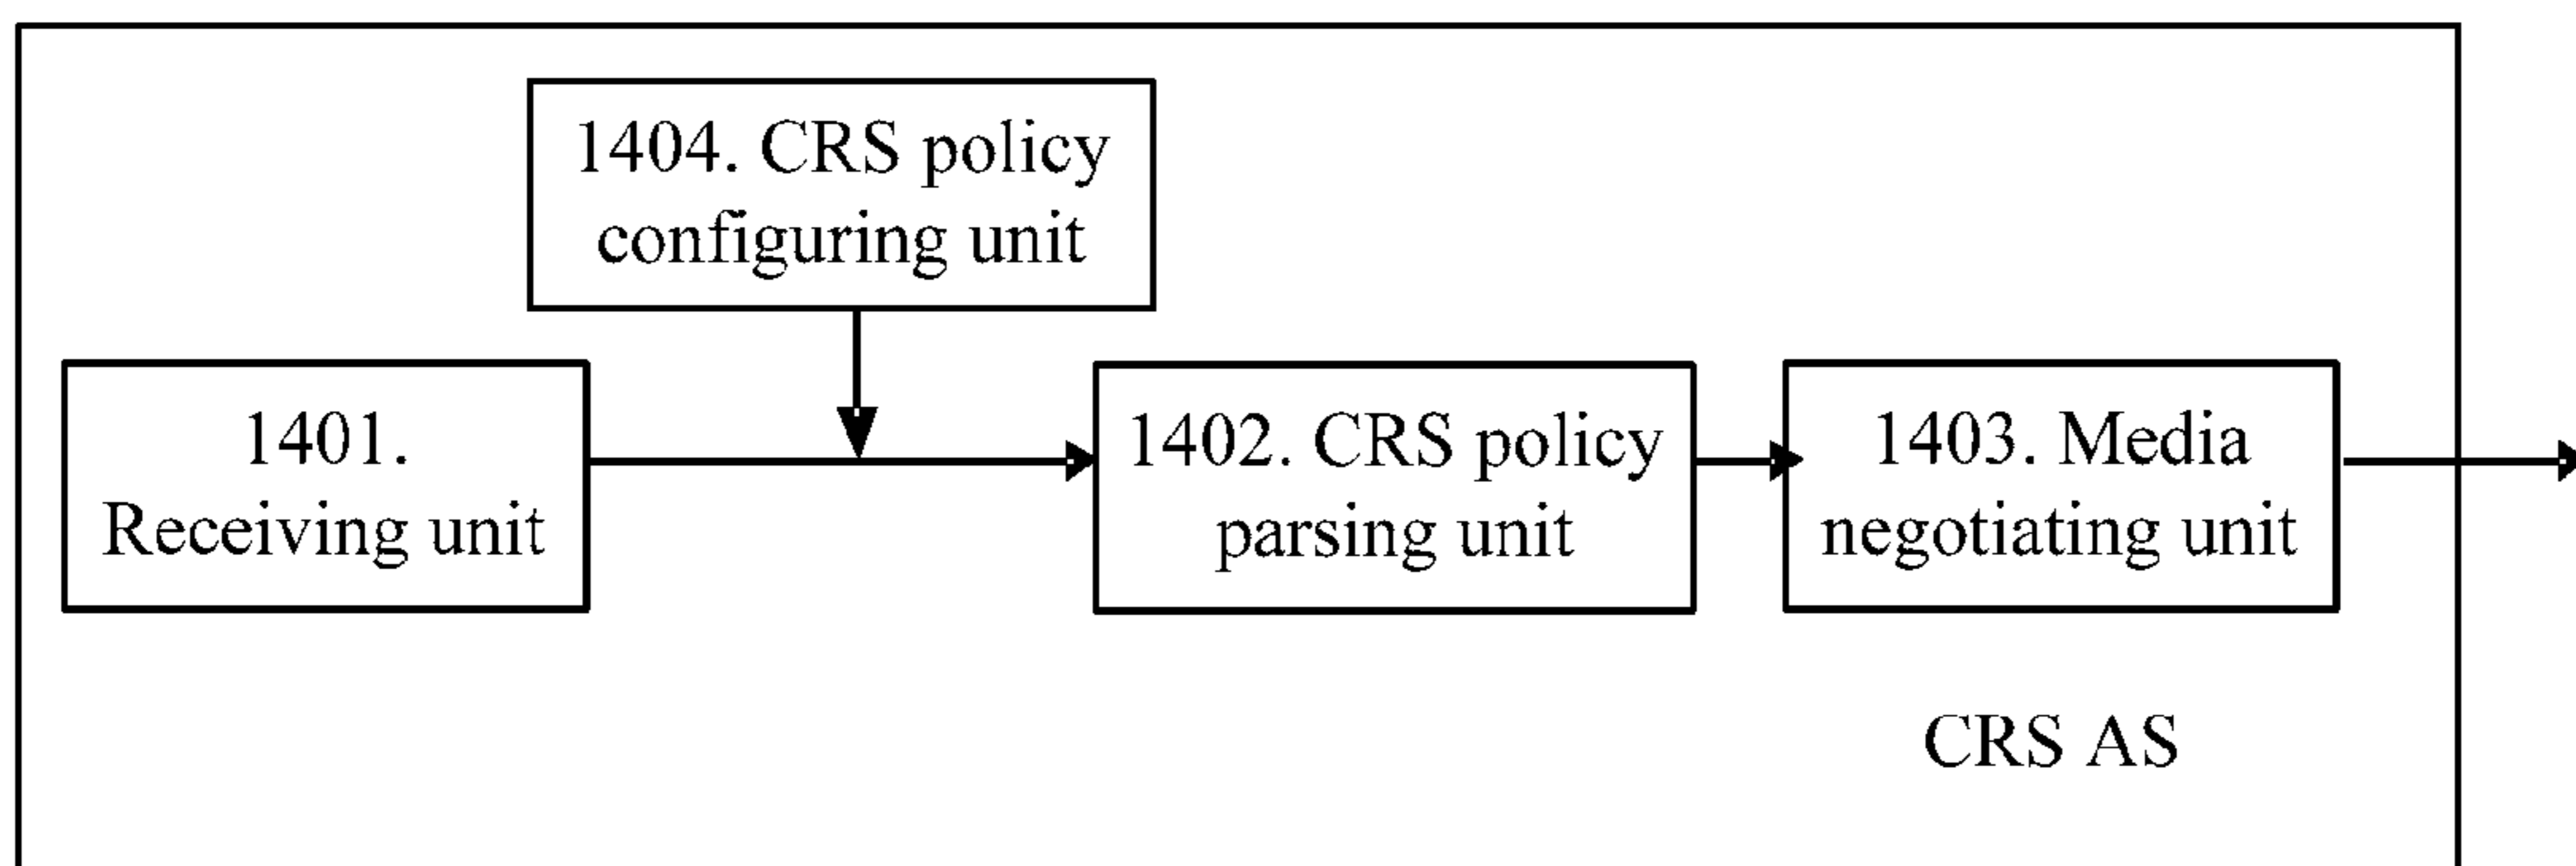 1404. CRS policy
configuring unit
1401.
Receiving unit
1402. CRS policy
parsing unit
1403. Media
negotiating unit
CRS AS